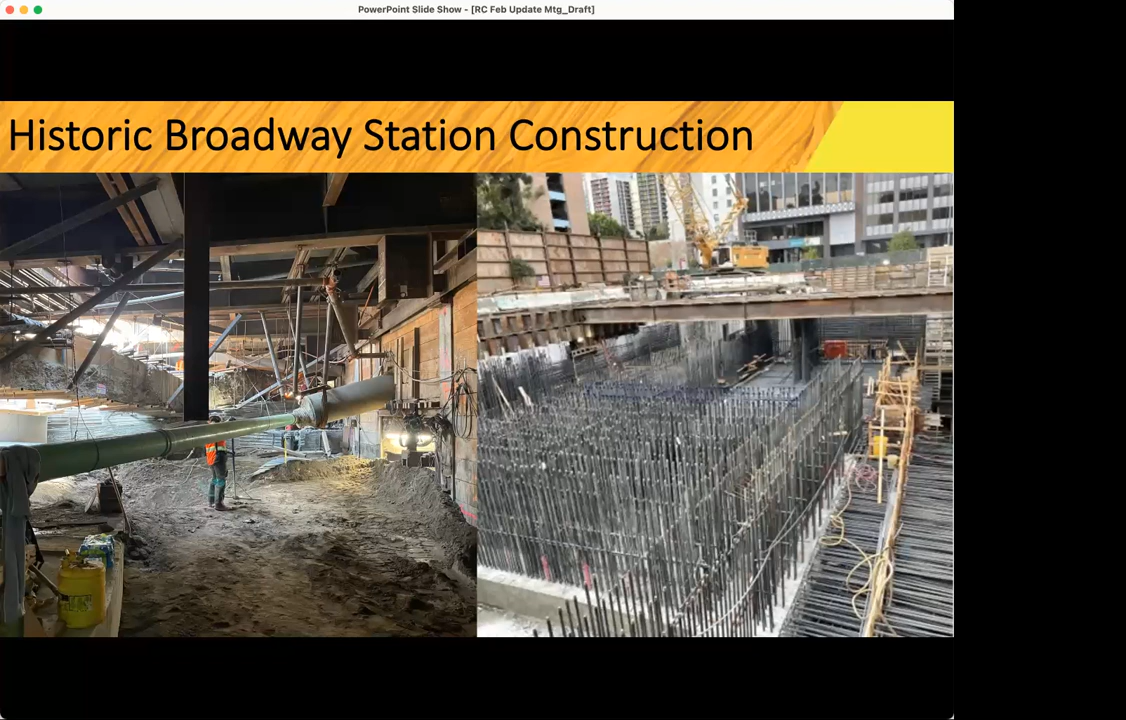 PowerPoint Slide Show - [RC Feb Update Mtg_Draft]
Historic Broadway Station Construction